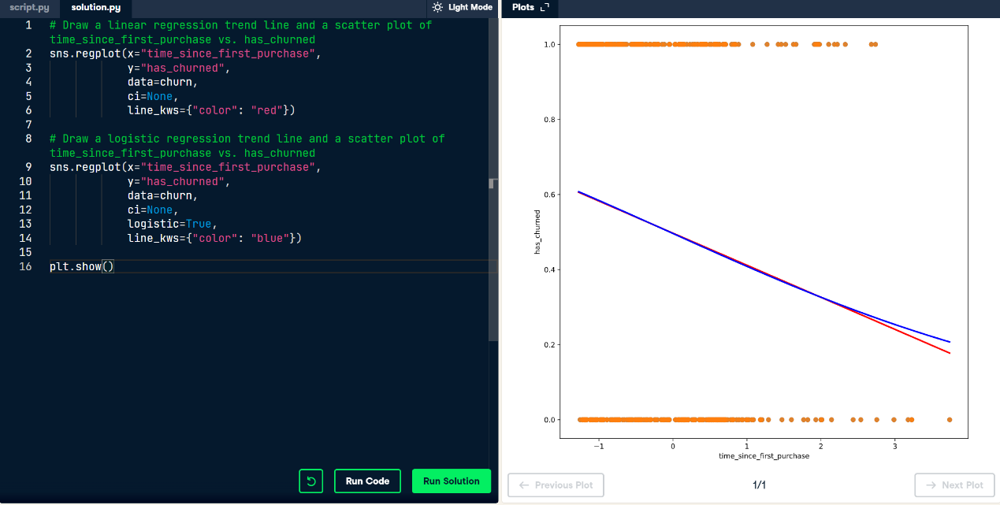 script.py solution.py Light Mode
1 # Draw a linear regression trend line and a scatter plot of
time_since_first_purchase vs. has_churned
2 sns.regplot(x="time_since_first_purchase",
3 y="has_churned",
4 data=churn,
5 ci=None,
6 line_kws={"color": "red"})
7
8 # Draw a logistic regression trend line and a scatter plot of
time_since_first_purchase vs. has_churned
9 sns.regplot(x="time_since_first_purchase",
10 y="has_churned",
11 data=churn,
12 ci=None,
13 logistic=True,
14 line_kws={"color": "blue"})
15
16 plt.show()
Run Code Run Solution
Plots
1.0
0.8
0.6
0.4
0.2
0.0
has_churned
−1 0 1 2 3
time_since_first_purchase
Previous Plot 1/1 Next Plot